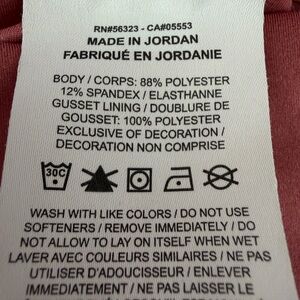 RN#56323 - CA#05553
MADE IN JORDAN
FABRIQUÉ EN JORDANIE
BODY / CORPS: 88% POLYESTER
12% SPANDEX / ELASTHANNE
GUSSET LINING / DOUBLURE DE
GOUSSET: 100% POLYESTER
EXCLUSIVE OF DECORATION /
DECORATION NON COMPRISE
30C
WASH WITH LIKE COLORS / DO NOT USE
SOFTENERS / REMOVE IMMEDIATELY / DO
NOT ALLOW TO LAY ON ITSELF WHEN WET
LAVER AVEC COULEURS SIMILAIRES / NE PAS
UTILISER D'ADOUCISSEUR / ENLEVER
IMMÉDIATEMENT / NE PAS LAISSER LE